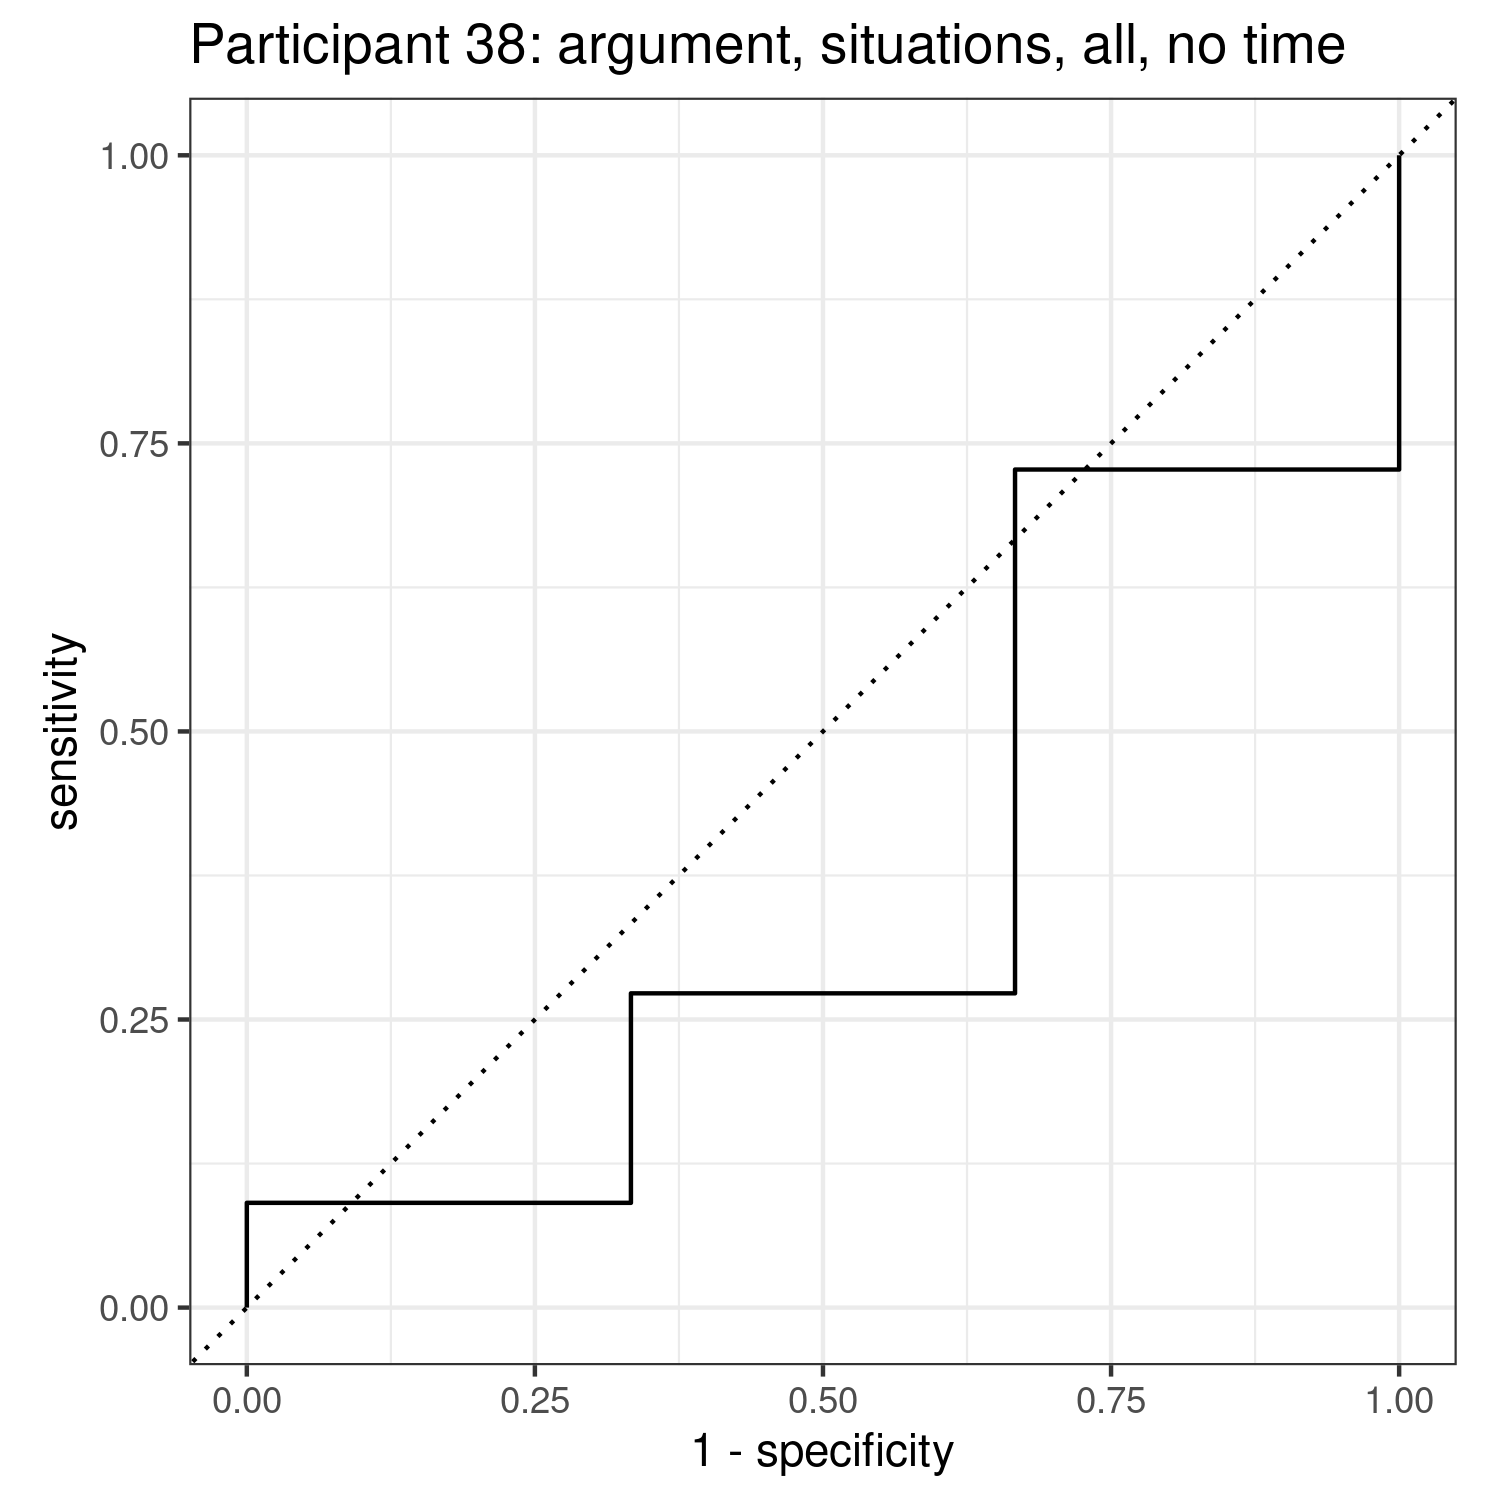 Participant 38: argument, situations, all, no time
1.00
0.75
0.50
0.25
0.00
sensitivity
0.00 0.25 0.50 0.75 1.00
1 - specificity